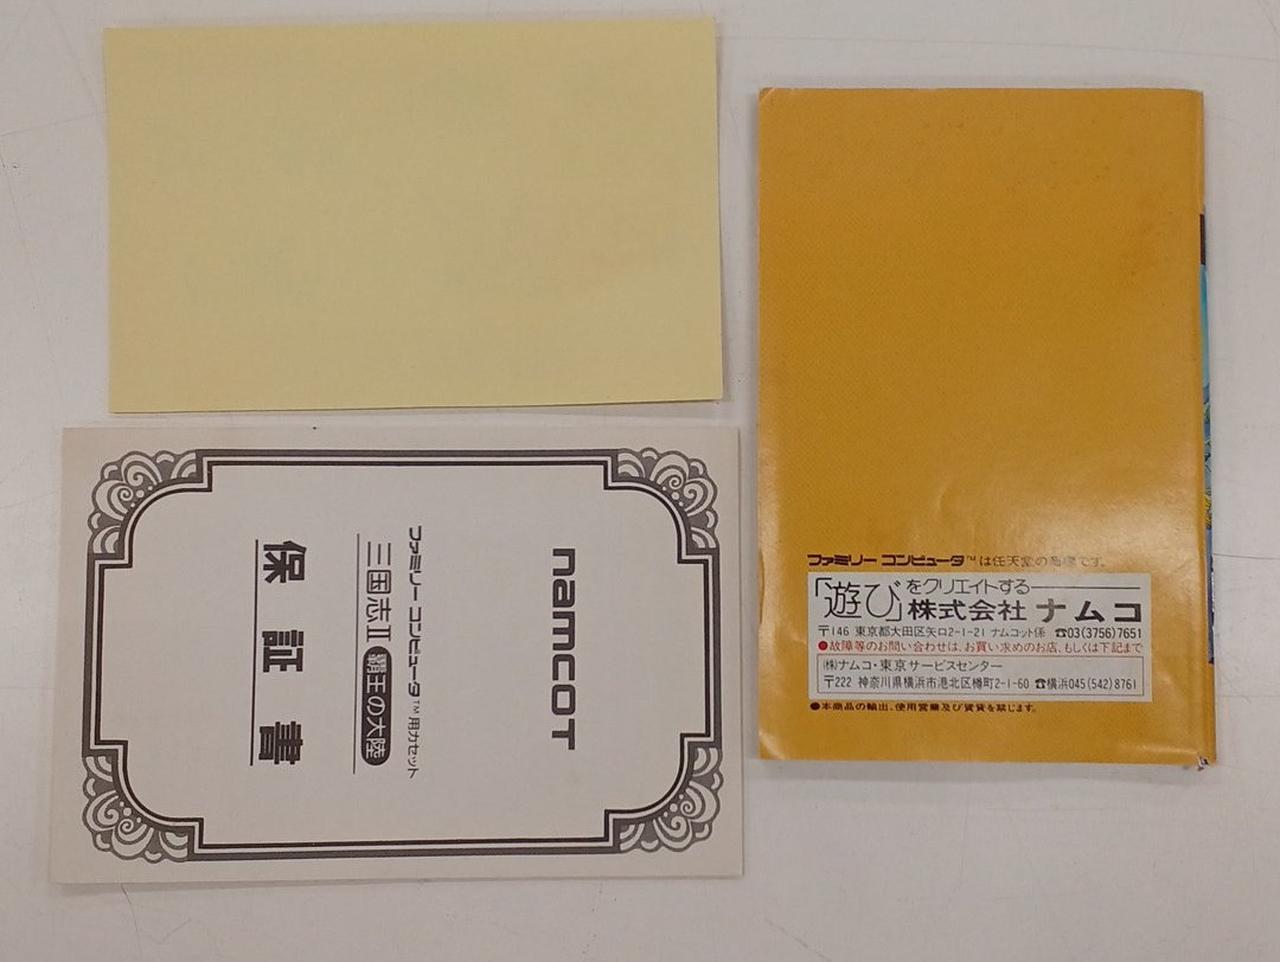 namcot
ファミリー コンピュータ™用カセット
三国志II 覇王の大陸
保証書
ファミリー コンピュータ™は任天堂の商標です。
「遊び」をクリエイトする
株式会社 ナムコ
〒146 東京都大田区矢口2-1-21 ナムコット係 ☎03(3756)7651
●故障等のお問い合わせは、お買い求めのお店、もしくは下記まで
㈱ナムコ・東京サービスセンター
〒222 神奈川県横浜市港北区樽町2-1-60 ☎横浜045(542)8761
●本商品の輸出、使用営業及び賃貸を禁じます。